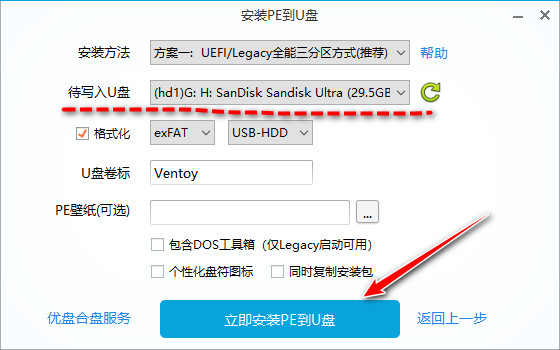 安装PE到U盘
安装方法 方案一：UEFI/Legacy全能三分区方式(推荐) 帮助
待写入U盘 (hd1)G: H: SanDisk Sandisk Ultra (29.5GB
格式化 exFAT USB-HDD
U盘卷标 Ventoy
PE壁纸(可选) ...
包含DOS工具箱（仅Legacy启动可用）
个性化盘符图标 同时复制安装包
优盘合盘服务 立即安装PE到U盘 返回上一步